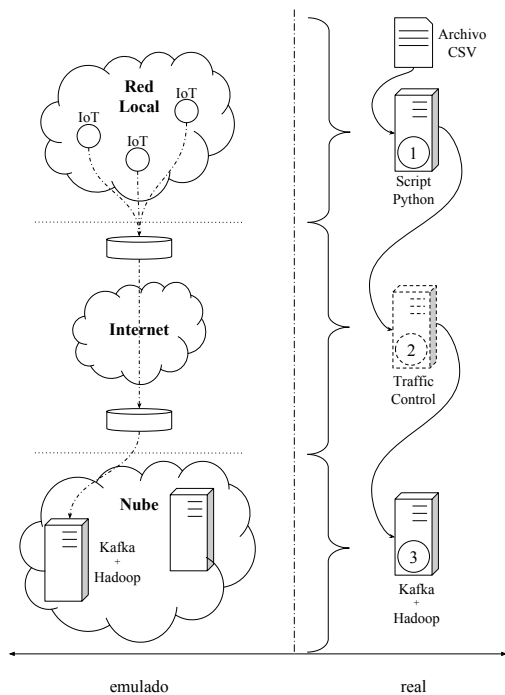 Red
Local
IoT
IoT
IoT
Internet
Nube
Kafka
+
Hadoop
Archivo
CSV
1
Script
Python
2
Traffic
Control
3
Kafka
+
Hadoop
emulado
real